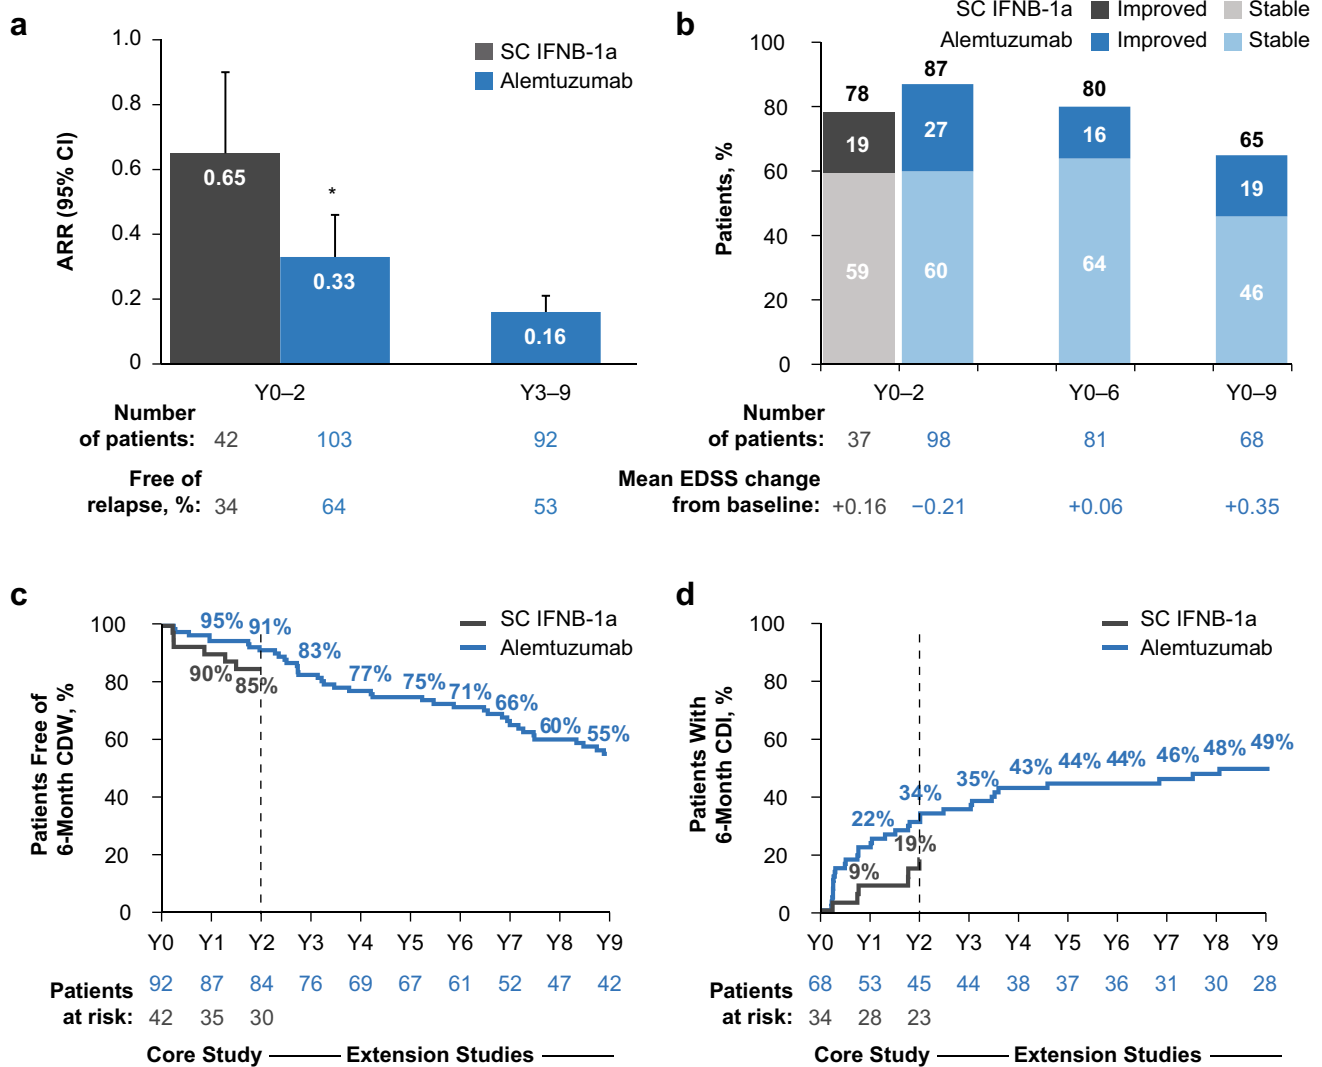 a
1.0
0.8
0.6
0.4
0.2
0
ARR (95% CI)
SC IFNB-1a
Alemtuzumab
0.65
*
0.33
0.16
Y0–2 Y3–9
Number
of patients: 42 103 92
Free of
relapse, %: 34 64 53
b
SC IFNB-1a Improved Stable
Alemtuzumab Improved Stable
100
80
60
40
20
0
Patients, %
78 87 80 65
19 27 16 19
59 60 64 46
Y0–2 Y0–6 Y0–9
Number
of patients: 37 98 81 68
Mean EDSS change
from baseline: +0.16 −0.21 +0.06 +0.35
c
100
80
60
40
20
0
Patients Free of
6-Month CDW, %
SC IFNB-1a
Alemtuzumab
95% 91% 83% 77% 75% 71% 66% 60% 55%
90% 85%
Y0 Y1 Y2 Y3 Y4 Y5 Y6 Y7 Y8 Y9
Patients
at risk:
92 87 84 76 69 67 61 52 47 42
42 35 30
Core Study Extension Studies
d
100
80
60
40
20
0
Patients With
6-Month CDI, %
SC IFNB-1a
Alemtuzumab
22% 34% 35% 43% 44% 44% 46% 48% 49%
9% 19%
Y0 Y1 Y2 Y3 Y4 Y5 Y6 Y7 Y8 Y9
Patients
at risk:
68 53 45 44 38 37 36 31 30 28
34 28 23
Core Study Extension Studies